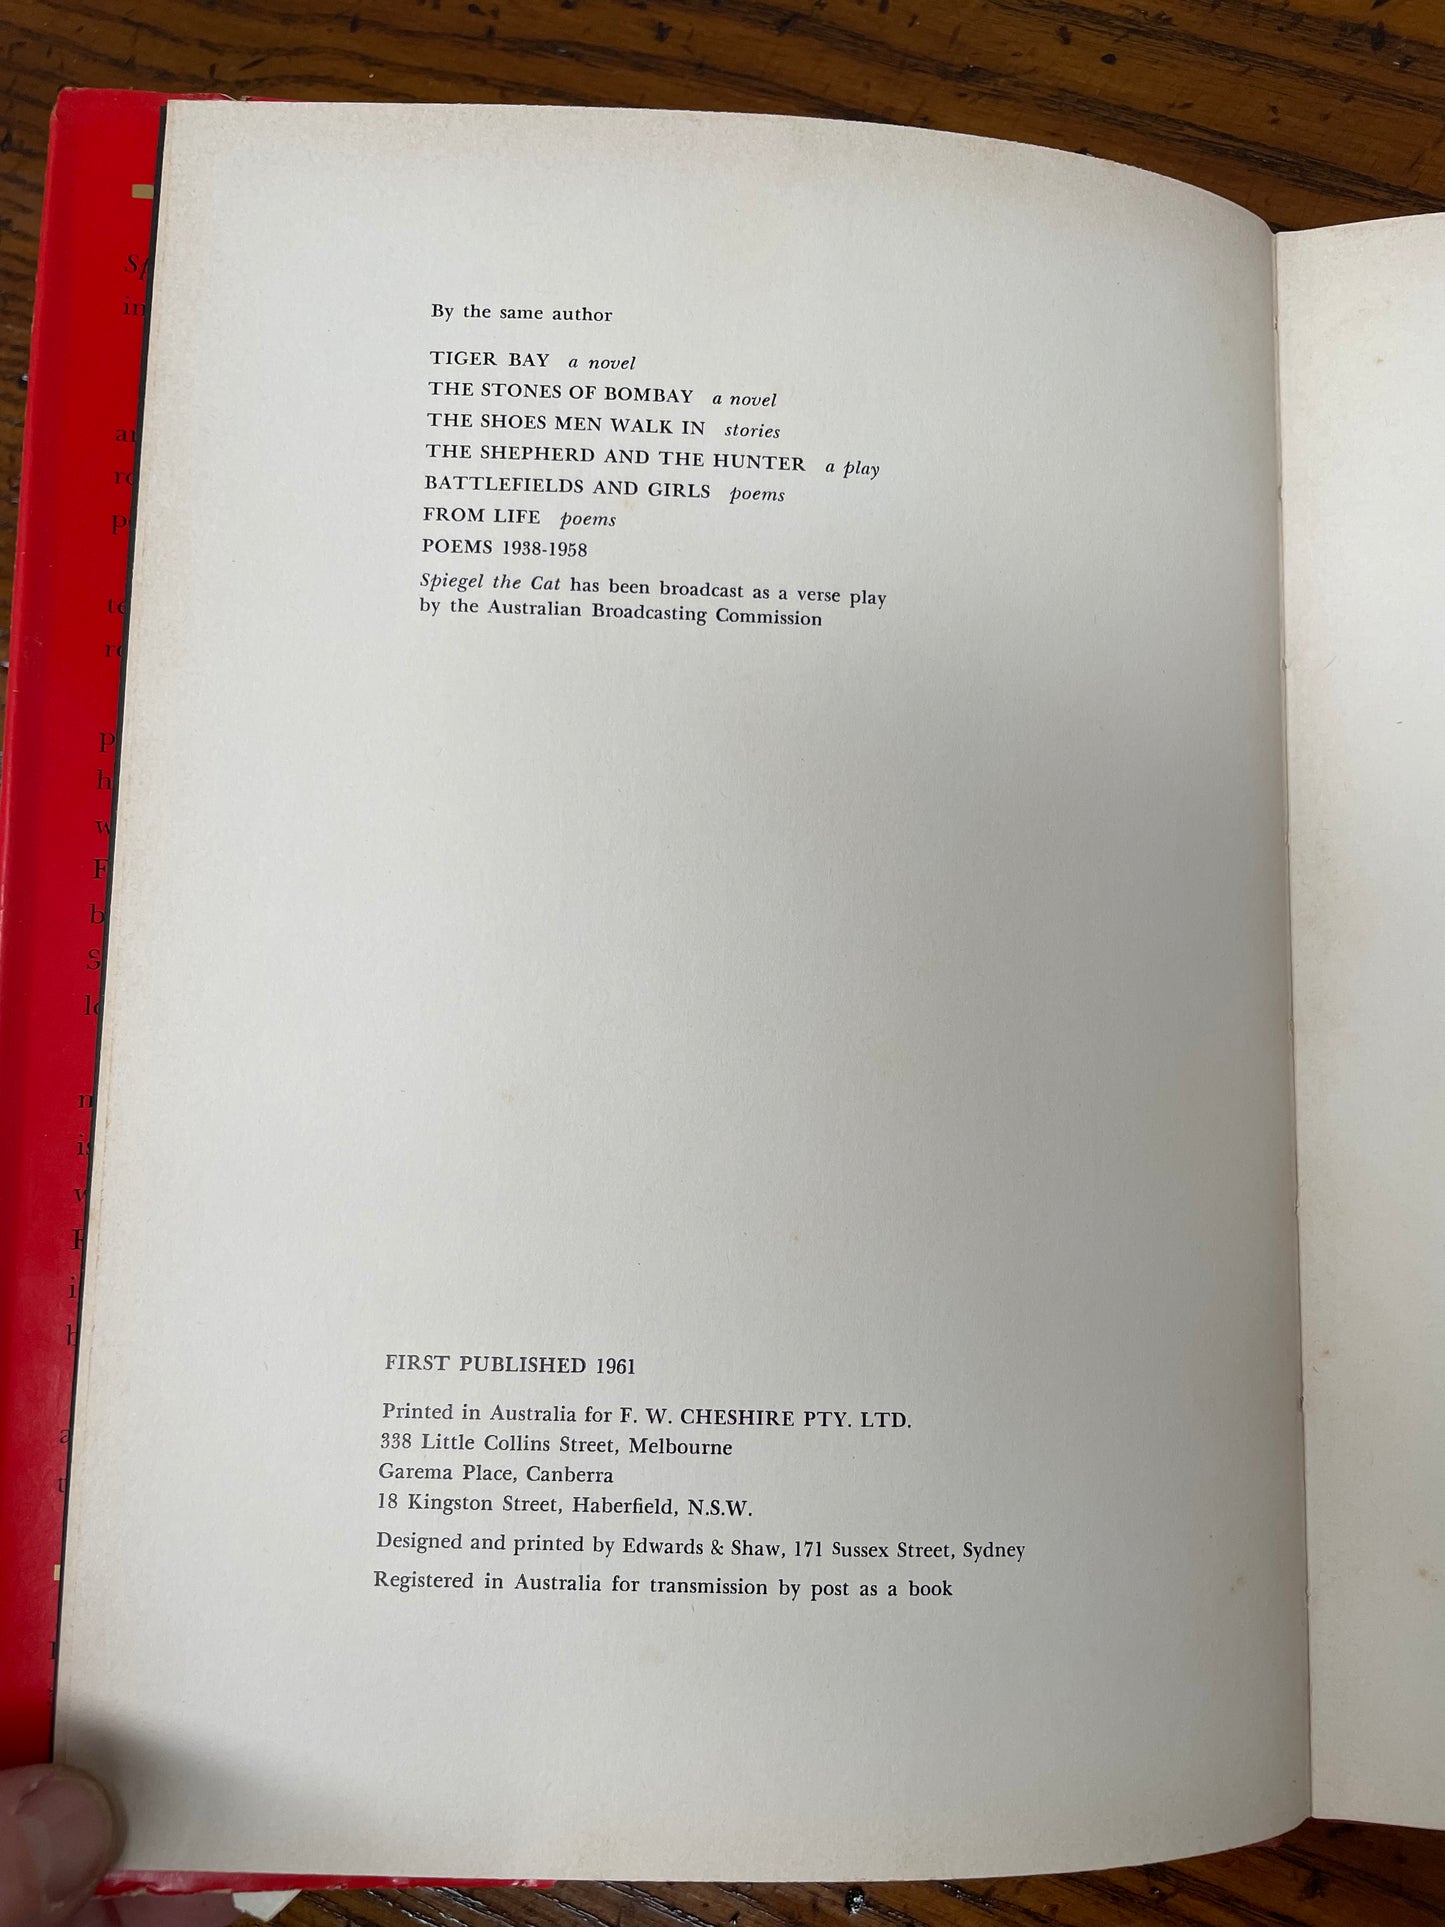 By the same author
TIGER BAY a novel
THE STONES OF BOMBAY a novel
THE SHOES MEN WALK IN stories
THE SHEPHERD AND THE HUNTER a play
BATTLEFIELDS AND GIRLS poems
FROM LIFE poems
POEMS 1938-1958
Spiegel the Cat has been broadcast as a verse play
by the Australian Broadcasting Commission
FIRST PUBLISHED 1961
Printed in Australia for F. W. CHESHIRE PTY. LTD.
338 Little Collins Street, Melbourne
Garema Place, Canberra
18 Kingston Street, Haberfield, N.S.W.
Designed and printed by Edwards & Shaw, 171 Sussex Street, Sydney
Registered in Australia for transmission by post as a book